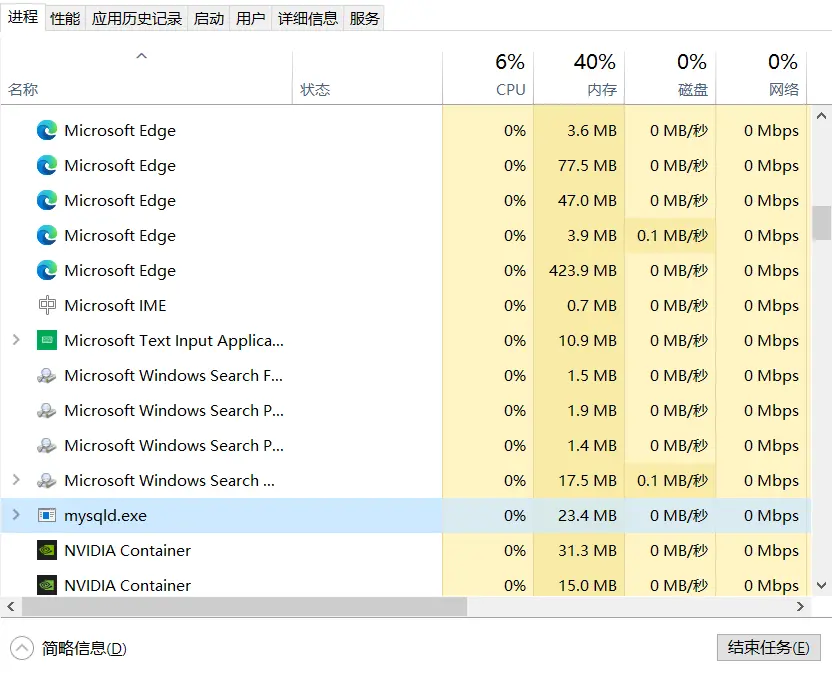 进程 性能 应用历史记录 启动 用户 详细信息 服务
6% 40% 0% 0%
名称 状态 CPU 内存 磁盘 网络
Microsoft Edge 0% 3.6 MB 0 MB/秒 0 Mbps
Microsoft Edge 0% 77.5 MB 0 MB/秒 0 Mbps
Microsoft Edge 0% 47.0 MB 0 MB/秒 0 Mbps
Microsoft Edge 0% 3.9 MB 0.1 MB/秒 0 Mbps
Microsoft Edge 0% 423.9 MB 0 MB/秒 0 Mbps
中 Microsoft IME 0% 0.7 MB 0 MB/秒 0 Mbps
Microsoft Text Input Applica... 0% 10.9 MB 0 MB/秒 0 Mbps
Microsoft Windows Search F... 0% 1.5 MB 0 MB/秒 0 Mbps
Microsoft Windows Search P... 0% 1.9 MB 0 MB/秒 0 Mbps
Microsoft Windows Search P... 0% 1.4 MB 0 MB/秒 0 Mbps
Microsoft Windows Search ... 0% 17.5 MB 0.1 MB/秒 0 Mbps
mysqld.exe 0% 23.4 MB 0 MB/秒 0 Mbps
NVIDIA Container 0% 31.3 MB 0 MB/秒 0 Mbps
NVIDIA Container 0% 15.0 MB 0 MB/秒 0 Mbps
简略信息(D) 结束任务(E)